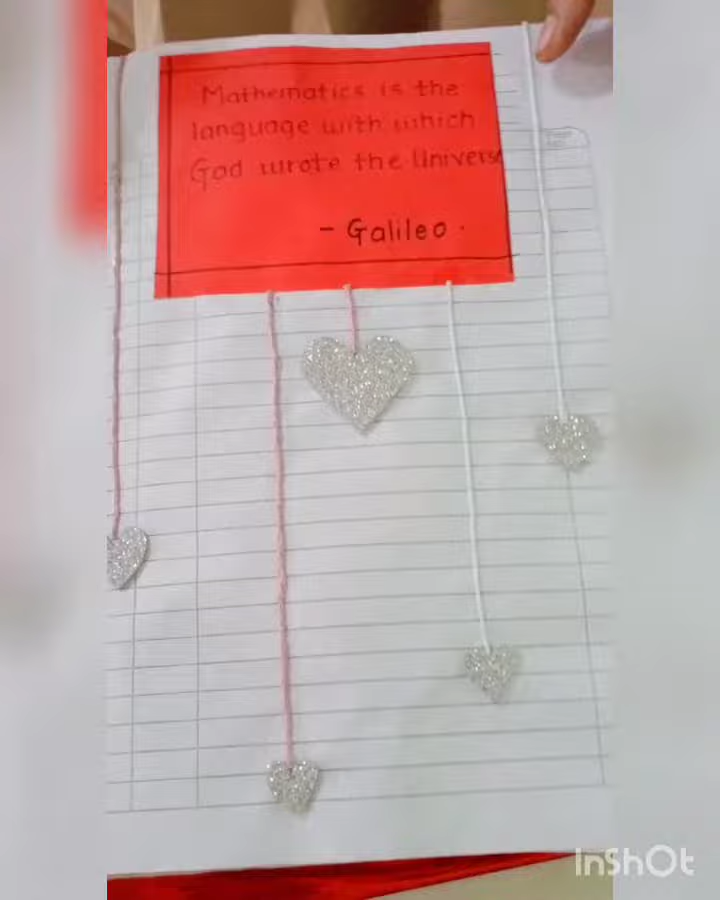 Mathematics is the
language with which
God wrote the Univers
- Galileo .
InShOt